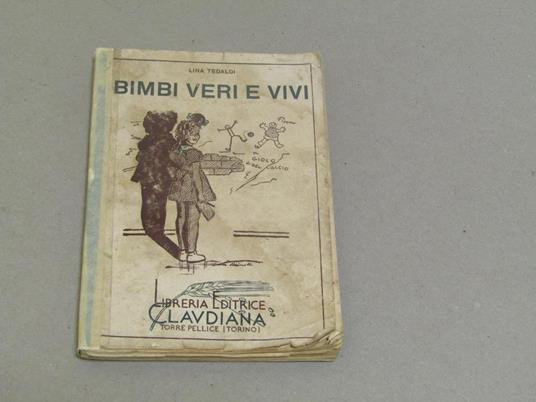 LINA TEDALDI
BIMBI VERI E VIVI
GIOCO
DEL CALCIO
LIBRERIA EDITRICE
CLAVDIANA
TORRE PELLICE (TORINO)